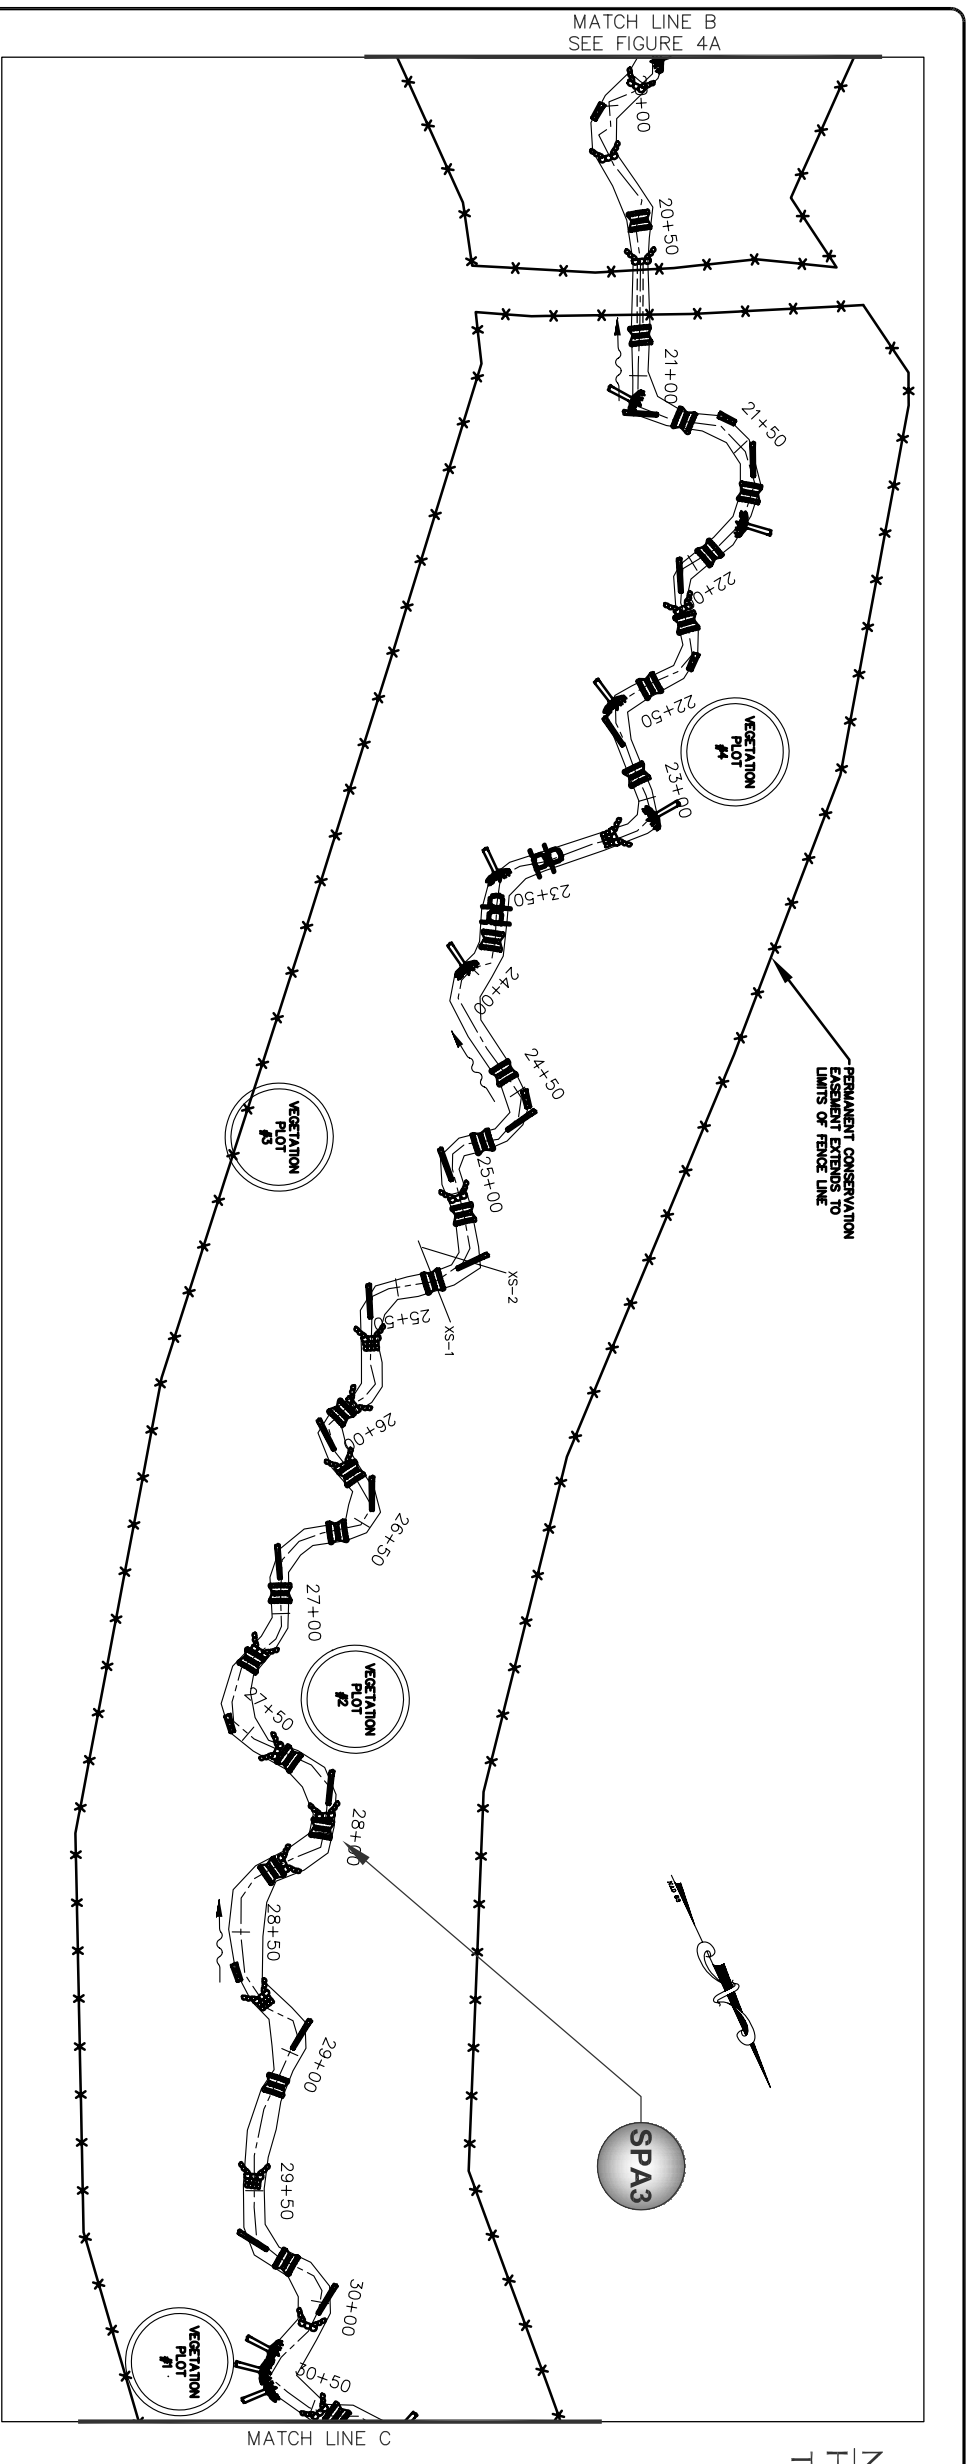 MATCH LINE B
SEE FIGURE 4A
+00
20+50
21+00
21+50
22+0
22+50
VEGETATION
PLOT
#4
23+00
23+50
24+00
24+50
PERMANENT CONSERVATION
EASEMENT EXTENDS TO
LIMITS OF FENCE LINE
VEGETATION
PLOT
#3
25+00
XS-2
XS-1
25+50
26+00
26+50
27+00
VEGETATION
PLOT
#2
27+50
28+00
28+50
SPA3
29+00
29+50
30+00
VEGETATION
PLOT
#1
30+50
MATCH LINE C